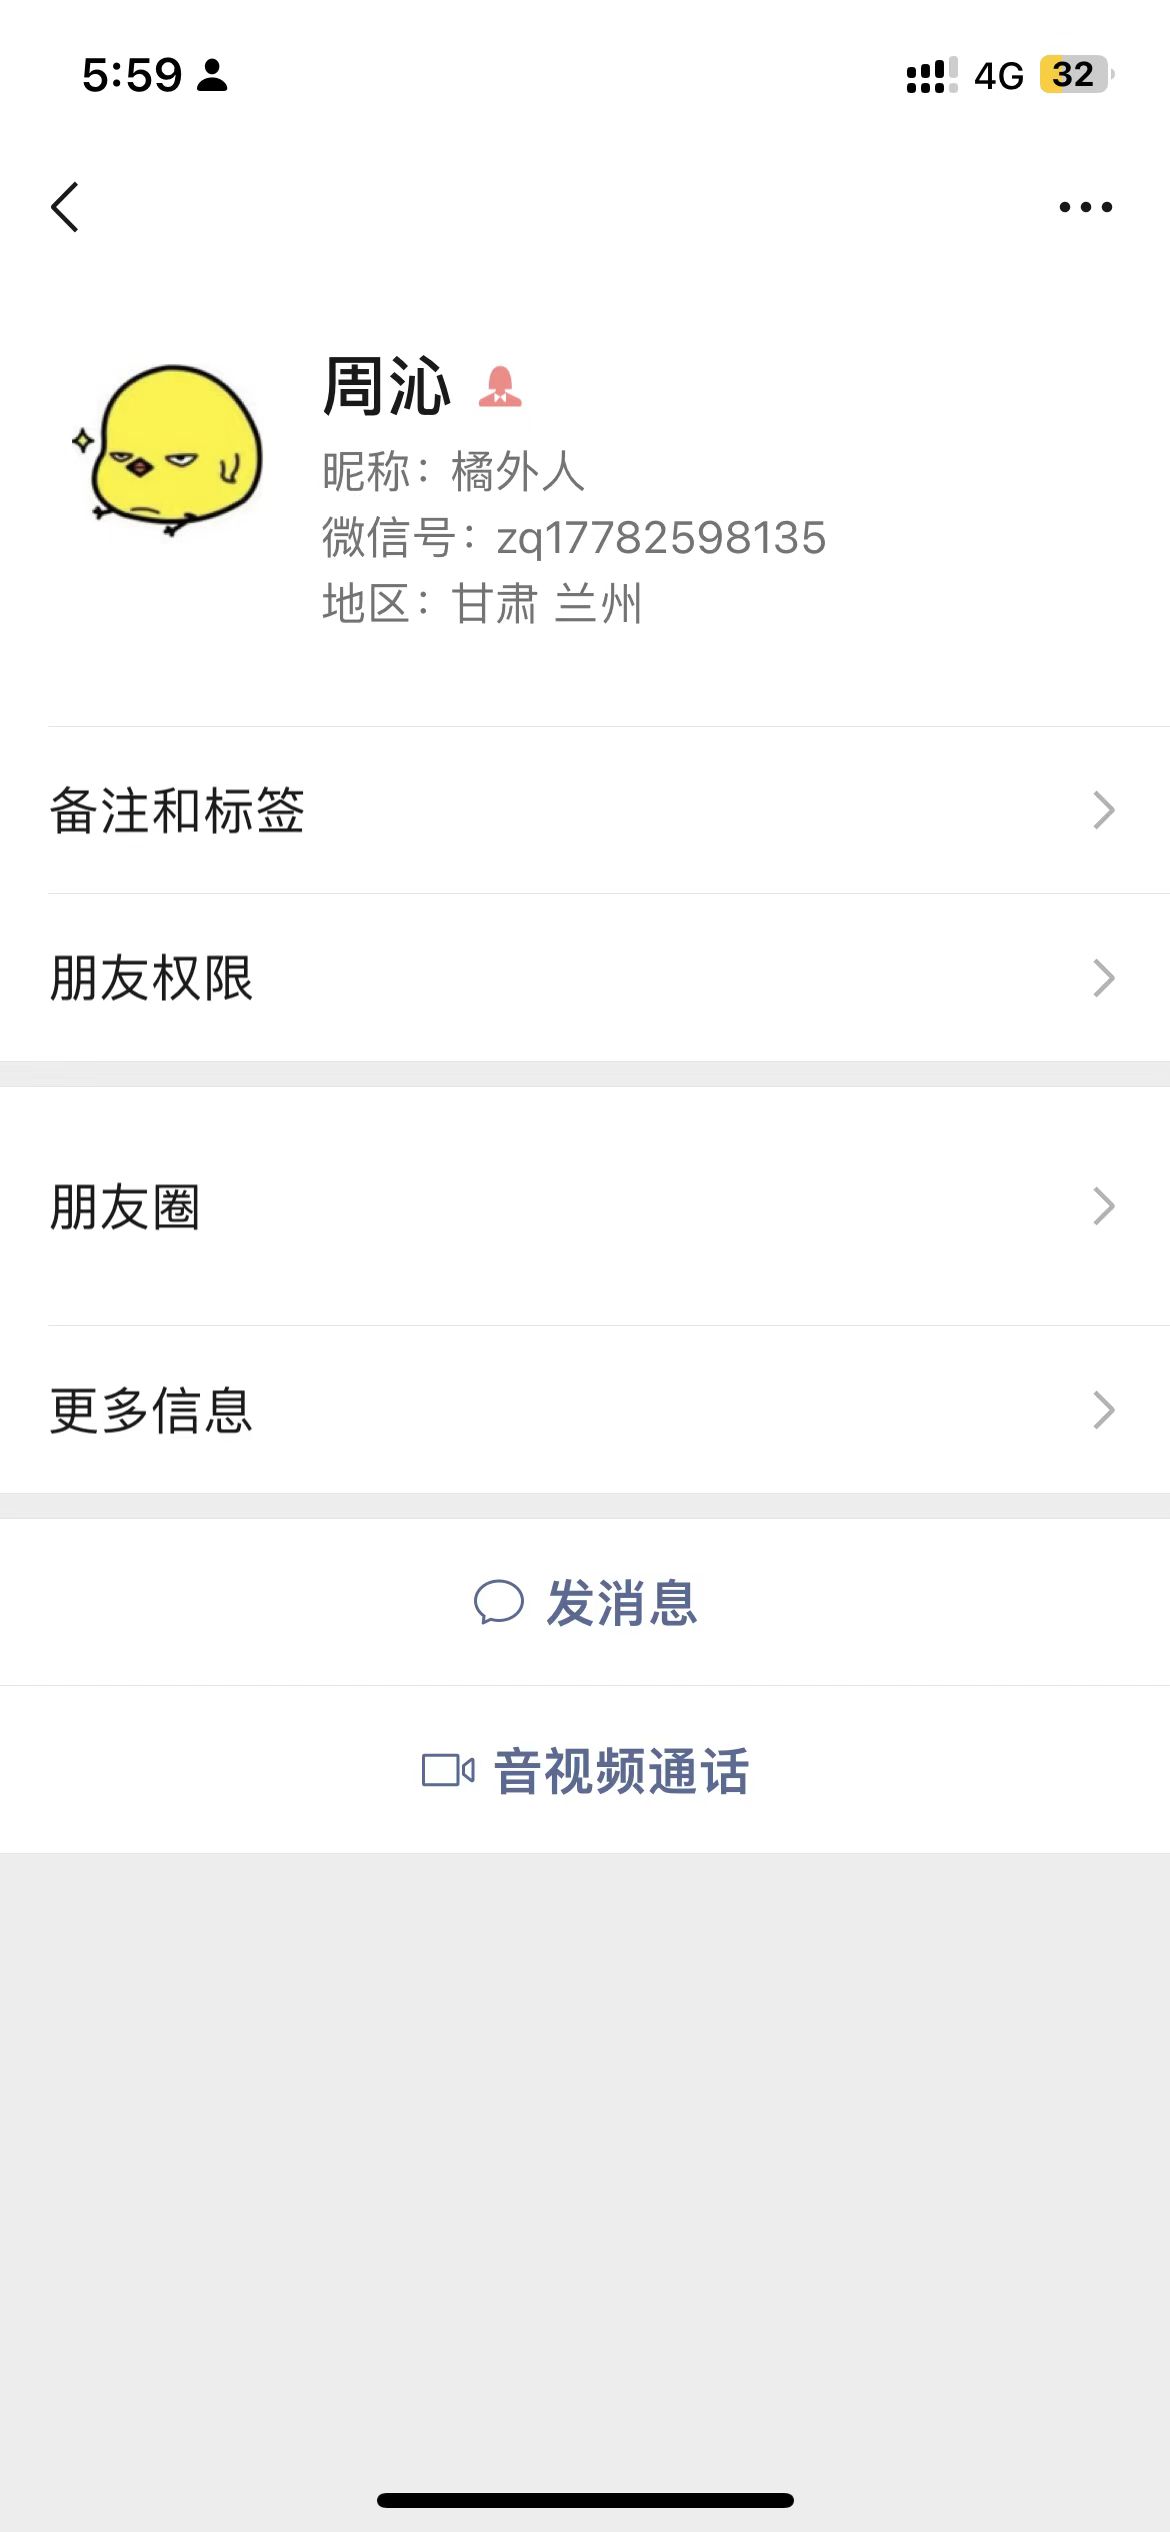 5:59 4G 32
周沁
昵称：橘外人
微信号：zq17782598135
地区：甘肃 兰州
备注和标签
朋友权限
朋友圈
更多信息
发消息
音视频通话